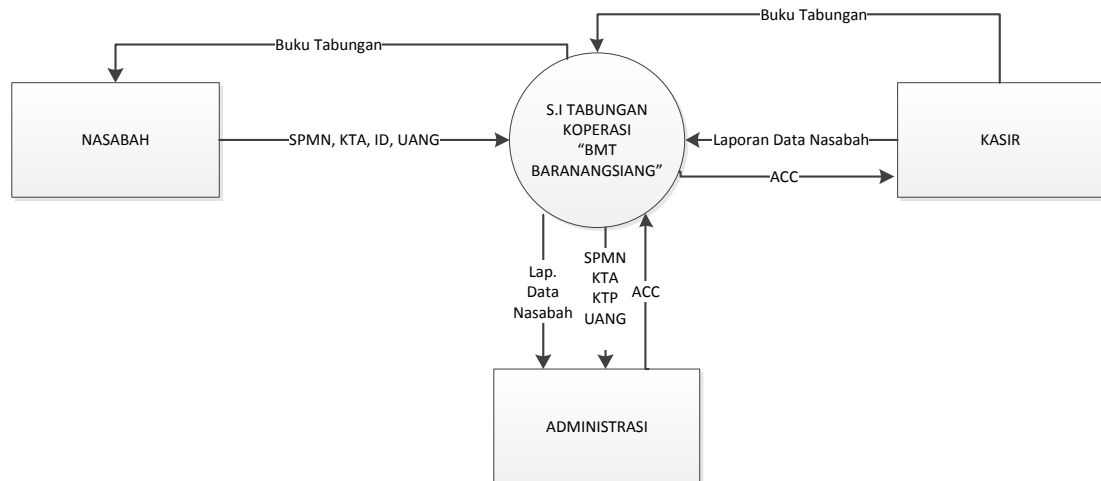 Buku Tabungan
Buku Tabungan
NASABAH
SPMN, KTA, ID, UANG
S.I TABUNGAN
KOPERASI
“BMT
BARANANGSIANG”
Laporan Data Nasabah
KASIR
ACC
Lap.
Data
Nasabah
SPMN
KTA
KTP
UANG
ACC
ADMINISTRASI